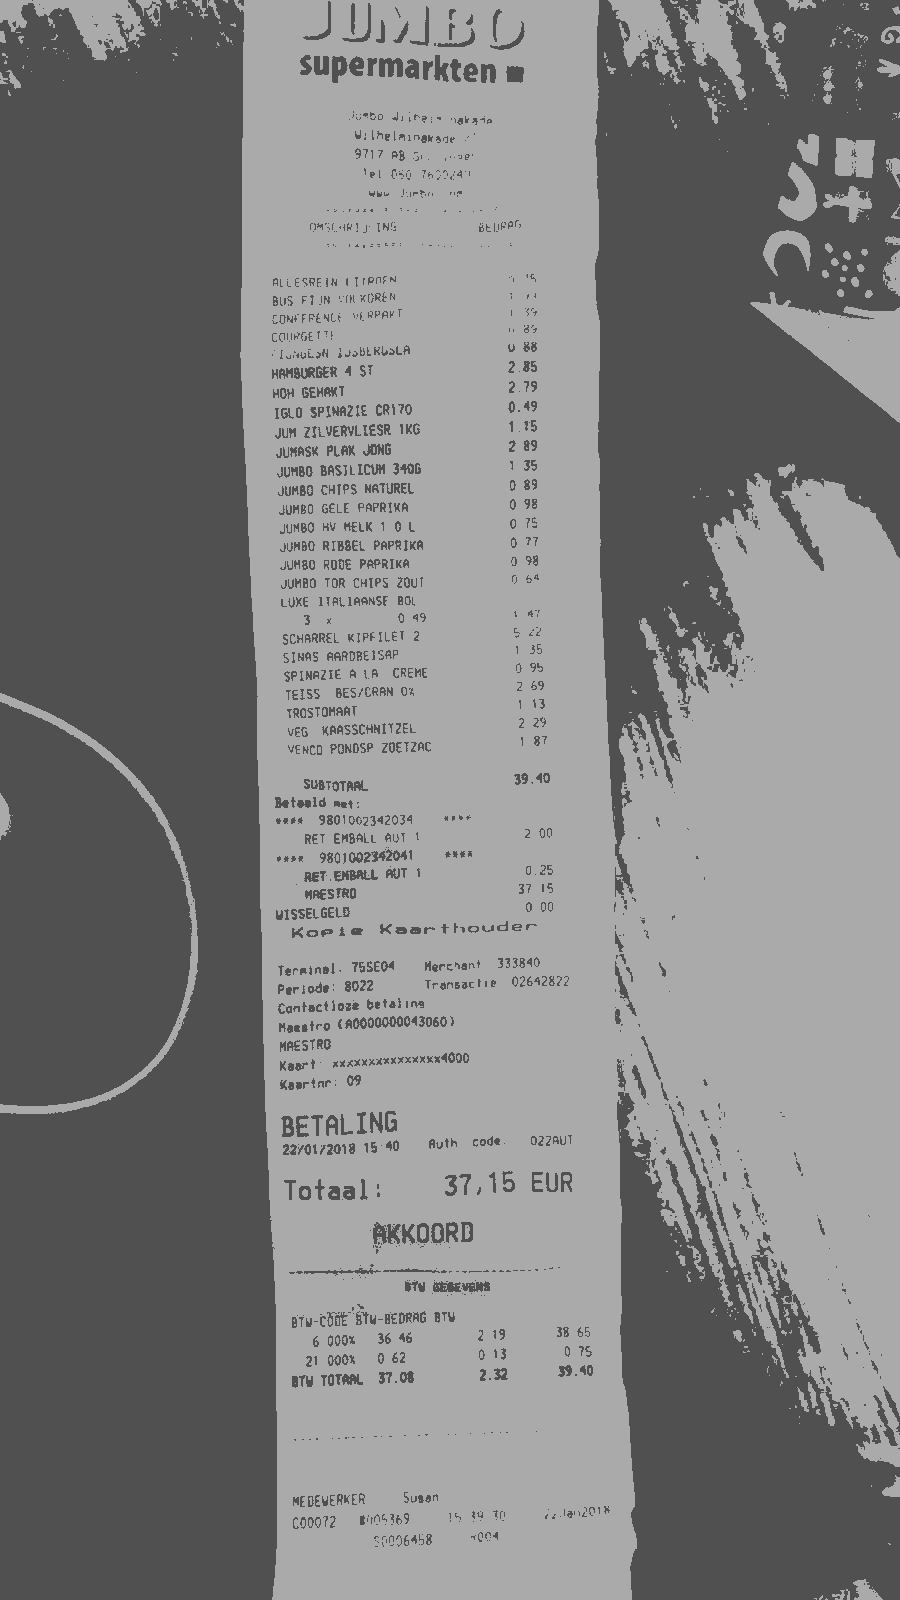 JUMBO
supermarkten
Jumbo
Wilhelminakade
9717 AB
Tel 050
www
OMSCHRIJVING BEDRAG
ALLESREIN CITROEN 0.75
BUS FIJN VOLKOREN
CONFERENCE VERPAKT 1 39
COURGETTE 0 89
IJSBERGSLA 0 88
HAMBURGER 4 ST 2.85
HOH GEHAKT 2.79
IGLO SPINAZIE CR170 0.49
JUM ZILVERVLIESR 1KG 1.15
JUMASK PLAK JONG 2 89
JUMBO BASILICUM 340G 1 35
JUMBO CHIPS NATUREL 0 89
JUMBO GELE PAPRIKA 0 98
JUMBO HV MELK 1 0 L 0 75
JUMBO RIBBEL PAPRIKA 0 77
JUMBO RODE PAPRIKA 0 98
JUMBO TOR CHIPS ZOUT 0 64
LUXE ITALIAANSE BOL
3 x 0 49 1 47
SCHARREL KIPFILET 2 5 22
SINAS AARDBEISAP 1 35
SPINAZIE A LA CREME 0 95
TEISS BES/CRAN 0% 2 69
TROSTOMAAT 1 13
VEG KAASSCHNITZEL 2 29
VENCO PONDSP ZOETZAC 1 87
SUBTOTAAL 39.40
Betaald met:
**** 9801002342034 ****
RET EMBALL AUT 1 2 00
**** 9801002342041 ****
RET.EMBALL AUT 1 0.25
MAESTRO 37 15
WISSELGELD 0 00
Kopie Kaarthouder
Terminal: 75SE04 Merchant 333840
Periode: 8022 Transactie 02642822
Contactloze betaling
Maestro (A0000000043060)
MAESTRO
Kaart: xxxxxxxxxxxxxxx4000
Kaartnr: 09
BETALING
22/01/2018 15 40 Auth code: 022AUT
Totaal: 37,15 EUR
AKKOORD
BTW GEGEVENS
BTW-CODE BTW-BEDRAG BTW
6 000% 36 46 2 19 38 65
21 000% 0 62 0 13 0 75
BTW TOTAAL 37.08 2.32 39.40
MEDEWERKER Susan
C00072 #005369 15 39 30 22Jan2018
S0006458 R004